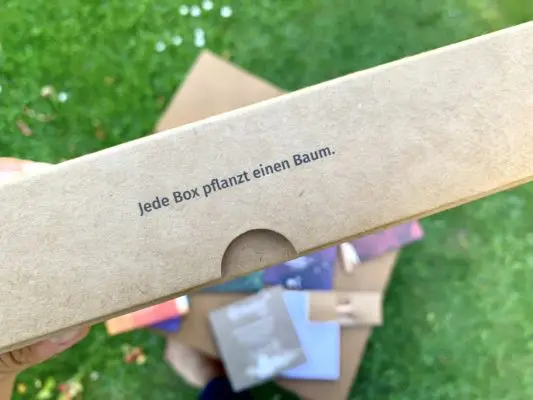 Jede Box pflanzt einen Baum.